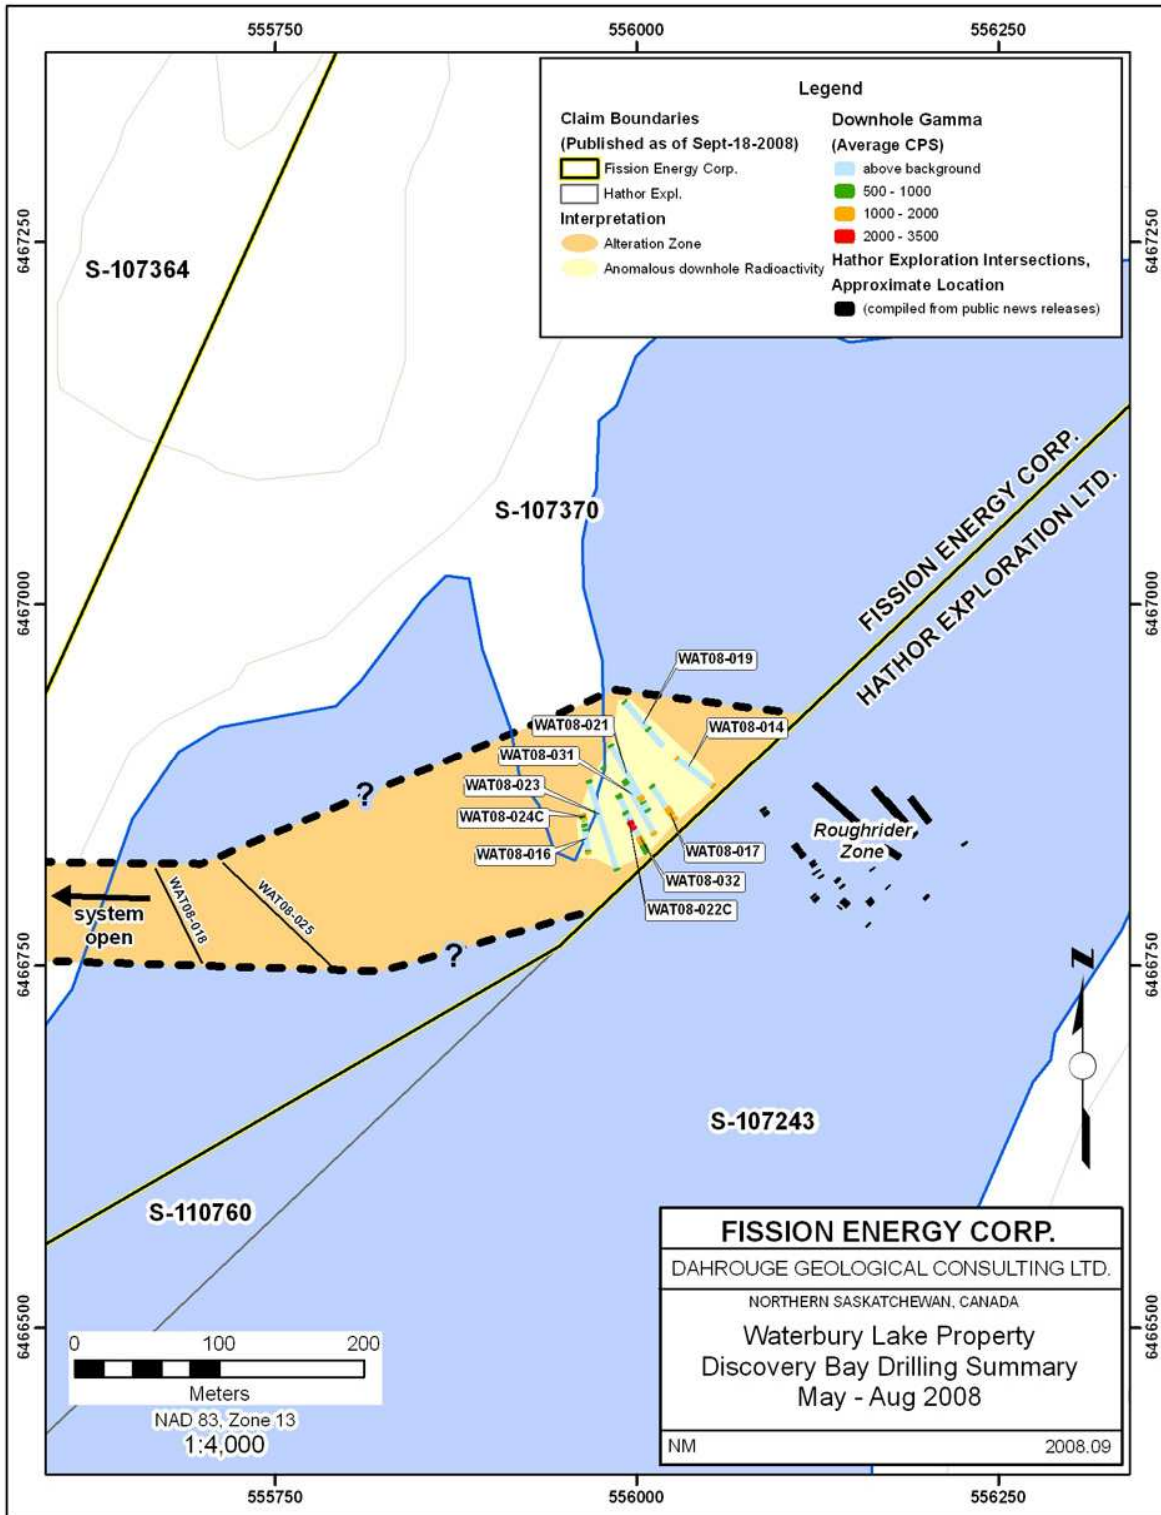 555750
556000
556250
Legend
Claim Boundaries
(Published as of Sept-18-2008)
Fission Energy Corp.
Hathor Expl.
Interpretation
Alteration Zone
Anomalous downhole Radioactivity
Downhole Gamma
(Average CPS)
above background
500 - 1000
1000 - 2000
2000 - 3500
Hathor Exploration Intersections,
Approximate Location
(compiled from public news releases)
6467250
6467250
S-107364
S-107370
FISSION ENERGY CORP.
HATHOR EXPLORATION LTD.
6467000
6467000
WAT08-019
WAT08-021
WAT08-014
WAT08-031
WAT08-023
WAT08-024C
WAT08-016
WAT08-017
WAT08-032
WAT08-022C
?
Roughrider
Zone
system
open
WAT08-018
WAT08-025
?
6466750
6466750
N
S-107243
S-110760
6466500
6466500
0
100
200
Meters
NAD 83, Zone 13
1:4,000
FISSION ENERGY CORP.
DAHROUGE GEOLOGICAL CONSULTING LTD.
NORTHERN SASKATCHEWAN, CANADA
Waterbury Lake Property
Discovery Bay Drilling Summary
May - Aug 2008
NM
2008.09
555750
556000
556250